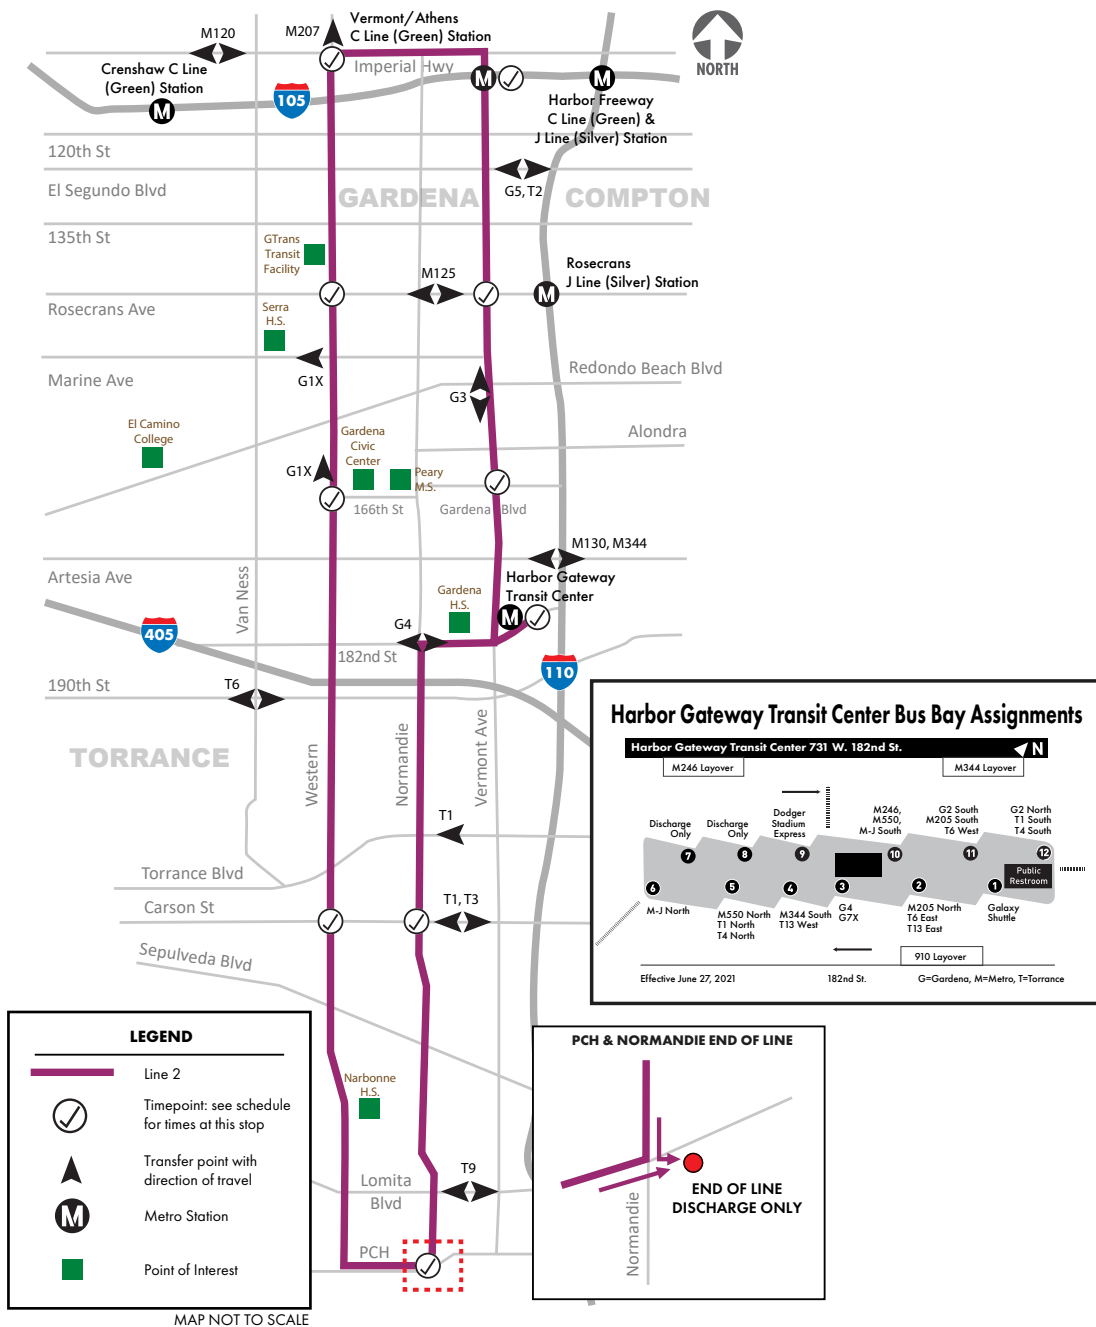 Vermont/Athens
C Line (Green) Station
M207
M120
Imperial Hwy
NORTH
Crenshaw C Line
(Green) Station
M
105
M
M
Harbor Freeway
C Line (Green) &
J Line (Silver) Station
120th St
El Segundo Blvd
G5, T2
GARDENA
COMPTON
135th St
GTrans
Transit
Facility
M125
Rosecrans
J Line (Silver) Station
M
Rosecrans Ave
Serra
H.S.
Marine Ave
G1X
Redondo Beach Blvd
G3
El Camino
College
Gardena
Civic
Center
Alondra
G1X
Peary
M.S.
166th St
Gardena Blvd
M130, M344
Artesia Ave
Harbor Gateway
Transit Center
M
Van Ness
Gardena
H.S.
G4
405
182nd St
110
190th St
T6
TORRANCE
Western
Normandie
Vermont Ave
T1
Torrance Blvd
Carson St
T1, T3
Sepulveda Blvd
Narbonne
H.S.
Lomita
Blvd
T9
PCH
Harbor Gateway Transit Center Bus Bay Assignments
Harbor Gateway Transit Center 731 W. 182nd St.
N
M246 Layover
M344 Layover
Discharge
Only
Discharge
Only
Dodger
Stadium
Express
M246,
M550,
M-J South
G2 South
M205 South
T6 West
G2 North
T1 South
T4 South
7
8
9
10
11
12
Public
Restroom
6
5
4
3
2
1
M-J North
M550 North
T1 North
T4 North
M344 South
T13 West
G4
G7X
M205 North
T6 East
T13 East
Galaxy
Shuttle
910 Layover
Effective June 27, 2021
182nd St.
G=Gardena, M=Metro, T=Torrance
LEGEND
Line 2
Timepoint: see schedule
for times at this stop
Transfer point with
direction of travel
M
Metro Station
Point of Interest
MAP NOT TO SCALE
PCH & NORMANDIE END OF LINE
END OF LINE
DISCHARGE ONLY
Normandie